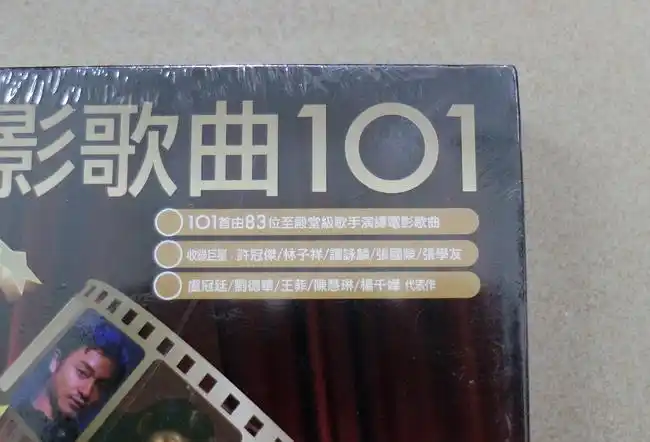 影歌曲101
101首由83位至殿堂級歌手演繹電影歌曲
收錄巨星：許冠傑/林子祥/譚詠麟/張國榮/張學友
盧冠廷/劉德華/王菲/陳慧琳/楊千嬅 代表作